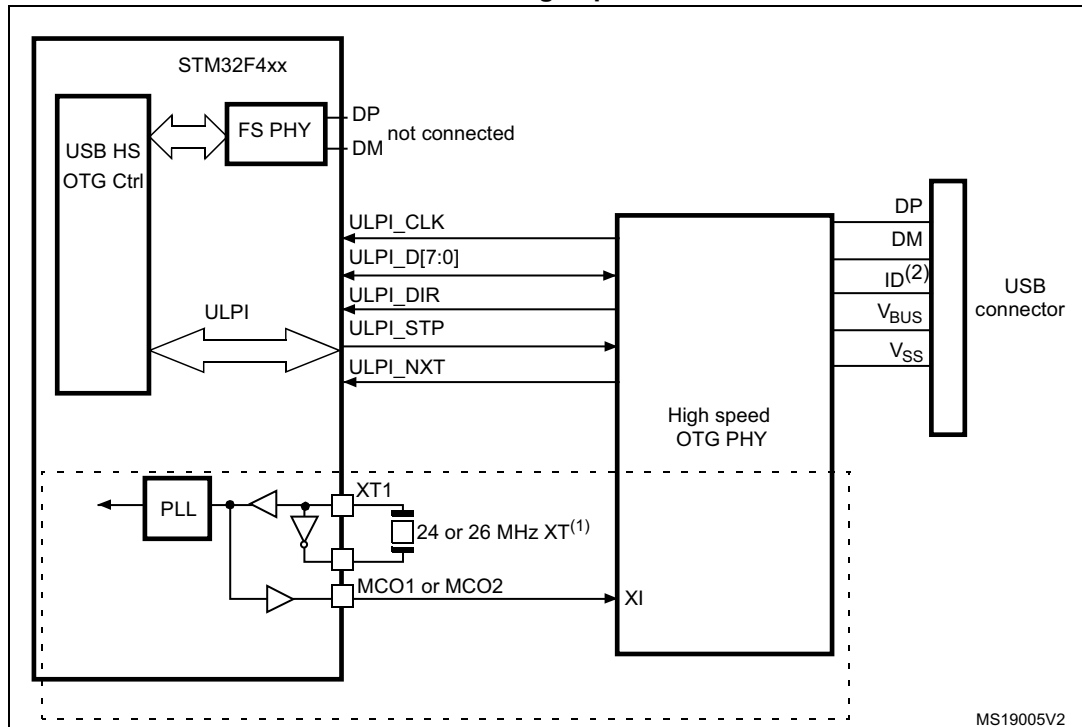 STM32F4xx
FS PHY
DP
DM
not connected
USB HS
OTG Ctrl
ULPI_CLK
ULPI_D[7:0]
ULPI_DIR
ULPI_STP
ULPI_NXT
ULPI
High speed
OTG PHY
DP
DM
ID(2)
VBUS
VSS
USB
connector
PLL
XT1
24 or 26 MHz XT(1)
MCO1 or MCO2
XI
MS19005V2